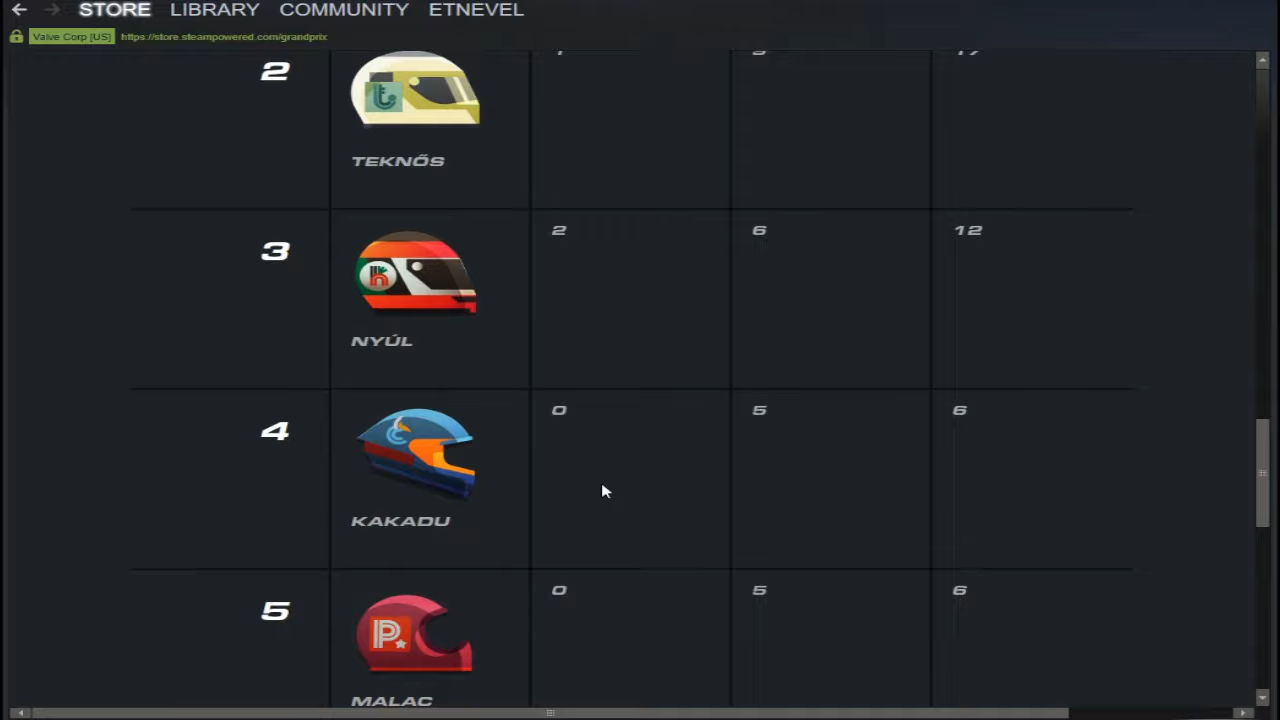 STORE LIBRARY COMMUNITY ETNEVEL
Valve Corp [US] https://store.steampowered.com/grandprix
2
TEKNŐS
3 2 6 12
NYÚL
4 0 5 6
KAKADU
5 P 0 5 6
MALAC